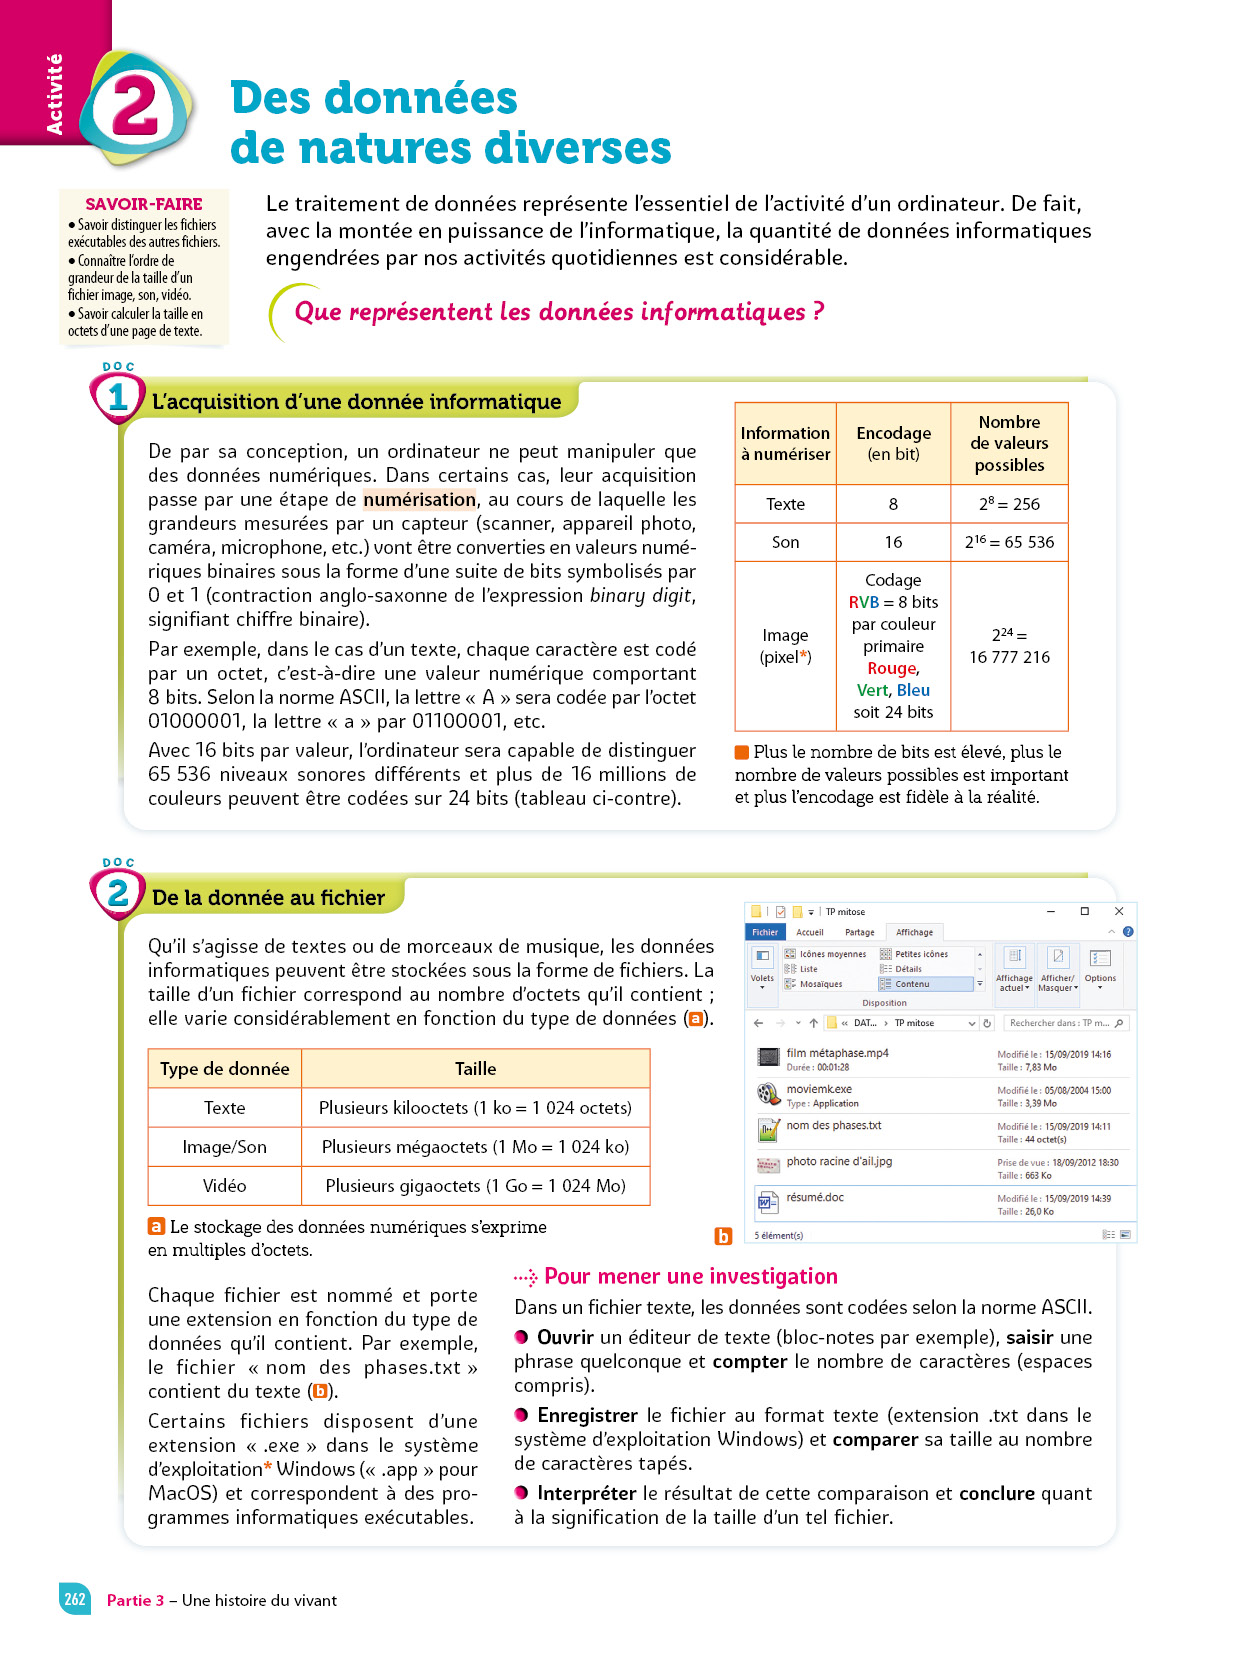 Activité
2
Des données
de natures diverses
SAVOIR-FAIRE
● Savoir distinguer les fichiers
exécutables des autres fichiers.
● Connaître l'ordre de
grandeur de la taille d'un
fichier image, son, vidéo.
● Savoir calculer la taille en
octets d'une page de texte.
Le traitement de données représente l'essentiel de l'activité d'un ordinateur. De fait,
avec la montée en puissance de l'informatique, la quantité de données informatiques
engendrées par nos activités quotidiennes est considérable.
Que représentent les données informatiques ?
DOC
1
L'acquisition d'une donnée informatique
De par sa conception, un ordinateur ne peut manipuler que
des données numériques. Dans certains cas, leur acquisition
passe par une étape de numérisation, au cours de laquelle les
grandeurs mesurées par un capteur (scanner, appareil photo,
caméra, microphone, etc.) vont être converties en valeurs numé-
riques binaires sous la forme d'une suite de bits symbolisés par
0 et 1 (contraction anglo-saxonne de l'expression binary digit,
signifiant chiffre binaire).
Par exemple, dans le cas d'un texte, chaque caractère est codé
par un octet, c'est-à-dire une valeur numérique comportant
8 bits. Selon la norme ASCII, la lettre « A » sera codée par l'octet
01000001, la lettre « a » par 01100001, etc.
Avec 16 bits par valeur, l'ordinateur sera capable de distinguer
65 536 niveaux sonores différents et plus de 16 millions de
couleurs peuvent être codées sur 24 bits (tableau ci-contre).
Information
à numériser
Encodage
(en bit)
Nombre
de valeurs
possibles
Texte
8
2⁸ = 256
Son
16
2¹⁶ = 65 536
Image
(pixel*)
Codage
RVB = 8 bits
par couleur
primaire
Rouge,
Vert, Bleu
soit 24 bits
2²⁴ =
16 777 216
Plus le nombre de bits est élevé, plus le
nombre de valeurs possibles est important
et plus l'encodage est fidèle à la réalité.
DOC
2
De la donnée au fichier
Qu'il s'agisse de textes ou de morceaux de musique, les données
informatiques peuvent être stockées sous la forme de fichiers. La
taille d'un fichier correspond au nombre d'octets qu'il contient ;
elle varie considérablement en fonction du type de données (a).
Type de donnée
Taille
Texte
Plusieurs kilooctets (1 ko = 1 024 octets)
Image/Son
Plusieurs mégaoctets (1 Mo = 1 024 ko)
Vidéo
Plusieurs gigaoctets (1 Go = 1 024 Mo)
a Le stockage des données numériques s'exprime
en multiples d'octets.
TP mitose
Fichier
Accueil
Partage
Affichage
Volets
Icônes moyennes
Petites icônes
Liste
Détails
Mosaïques
Contenu
Disposition
Affichage
actuel
Afficher/
Masquer
Options
« DAT... > TP mitose
Rechercher dans : TP m...
film métaphase.mp4
Durée : 00:01:28
Modifié le : 15/09/2019 14:16
Taille : 7,83 Mo
moviemk.exe
Type : Application
Modifié le : 05/08/2004 15:00
Taille : 3,39 Mo
nom des phases.txt
Modifié le : 15/09/2019 14:11
Taille : 44 octet(s)
photo racine d'ail.jpg
Prise de vue : 18/09/2012 18:30
Taille : 663 Ko
résumé.doc
Modifié le : 15/09/2019 14:39
Taille : 26,0 Ko
5 élément(s)
b
Chaque fichier est nommé et porte
une extension en fonction du type de
données qu'il contient. Par exemple,
le fichier « nom des phases.txt »
contient du texte (b).
Certains fichiers disposent d'une
extension « .exe » dans le système
d'exploitation* Windows (« .app » pour
MacOS) et correspondent à des pro-
grammes informatiques exécutables.
Pour mener une investigation
Dans un fichier texte, les données sont codées selon la norme ASCII.
● Ouvrir un éditeur de texte (bloc-notes par exemple), saisir une
phrase quelconque et compter le nombre de caractères (espaces
compris).
● Enregistrer le fichier au format texte (extension .txt dans le
système d'exploitation Windows) et comparer sa taille au nombre
de caractères tapés.
● Interpréter le résultat de cette comparaison et conclure quant
à la signification de la taille d'un tel fichier.
262
Partie 3 – Une histoire du vivant